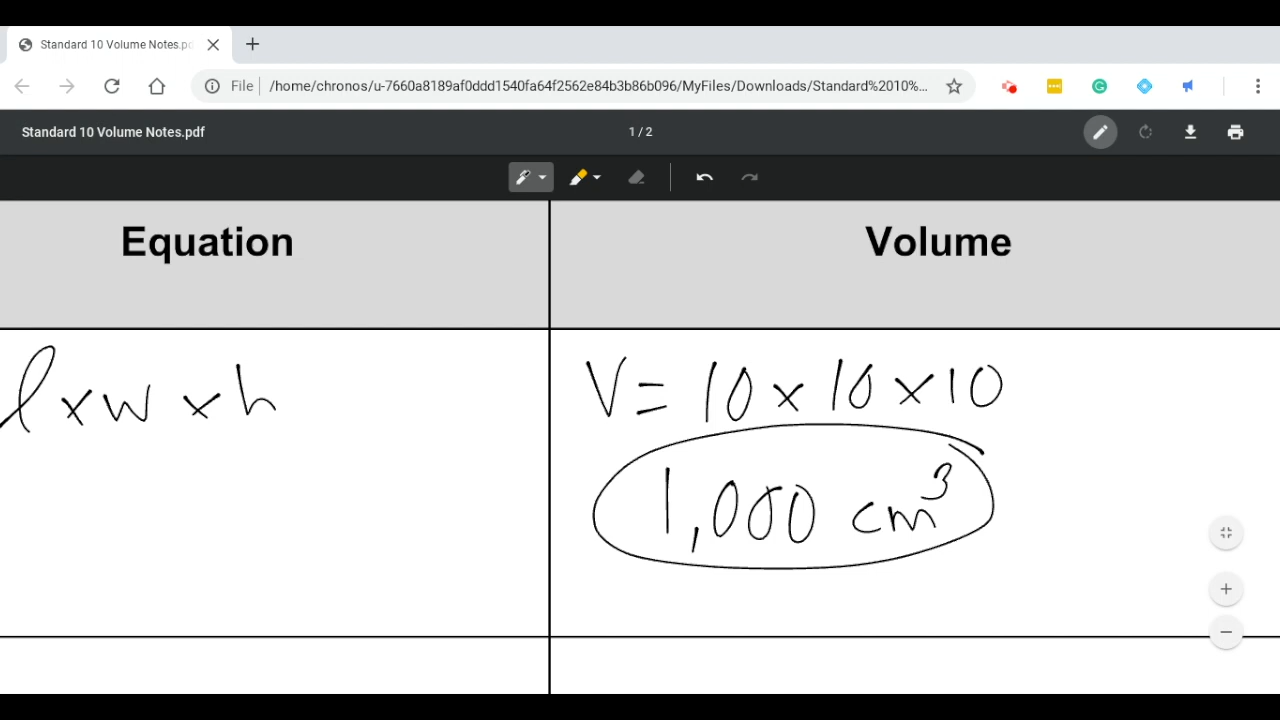 Standard 10 Volume Notes.pd
File /home/chronos/u-7660a8189af0ddd1540fa64f2562e84b3b86b096/MyFiles/Downloads/Standard%2010%...
Standard 10 Volume Notes.pdf
1 / 2
Equation
Volume
l x w x h
V = 10 x 10 x 10
1,000 cm³